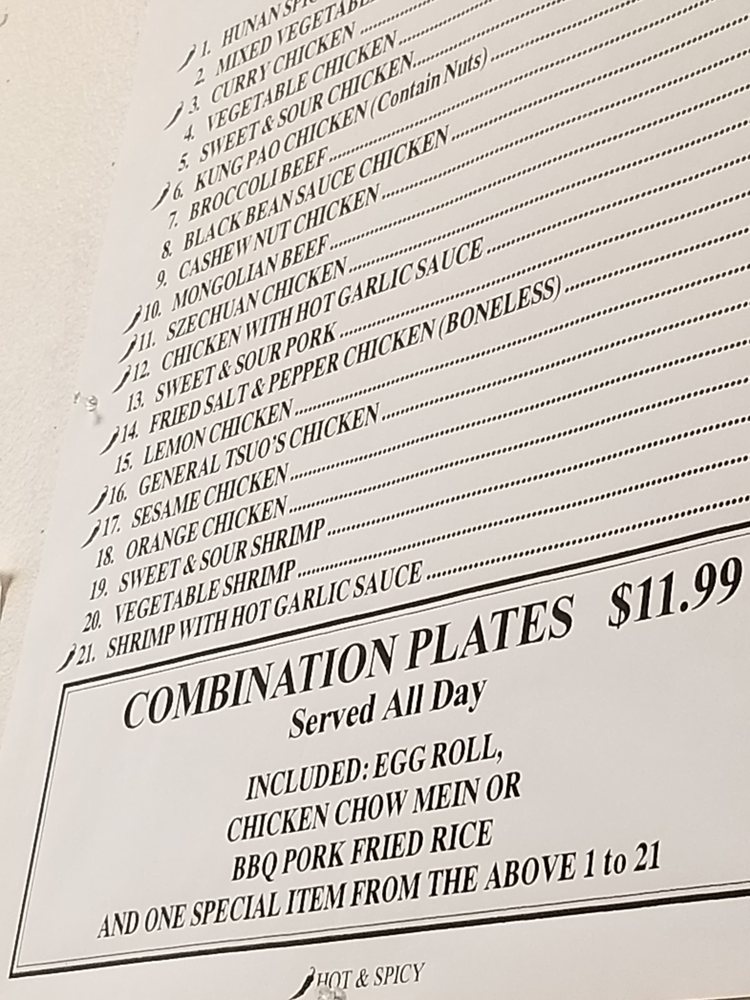 1. HUNAN
2. MIXED
3. CURRY CHICKEN
4. VEGETABLE CHICKEN
5. SWEET & SOUR CHICKEN
6. KUNG PAO CHICKEN (Contain Nuts)
7. BROCCOLI BEEF
8. BLACK BEAN SAUCE CHICKEN
9. CASHEW NUT CHICKEN
10. MONGOLIAN BEEF
11. SZECHUAN CHICKEN
12. CHICKEN WITH HOT GARLIC SAUCE
13. SWEET & SOUR PORK
14. FRIED SALT & PEPPER CHICKEN (BONELESS)
15. LEMON CHICKEN
16. GENERAL TSUO'S CHICKEN
17. SESAME CHICKEN
18. ORANGE CHICKEN
19. SWEET & SOUR SHRIMP
20. VEGETABLE SHRIMP
21. SHRIMP WITH HOT GARLIC SAUCE
COMBINATION PLATES $11.99
Served All Day
INCLUDED: EGG ROLL,
CHICKEN CHOW MEIN OR
BBQ PORK FRIED RICE
AND ONE SPECIAL ITEM FROM THE ABOVE 1 to 21
HOT & SPICY